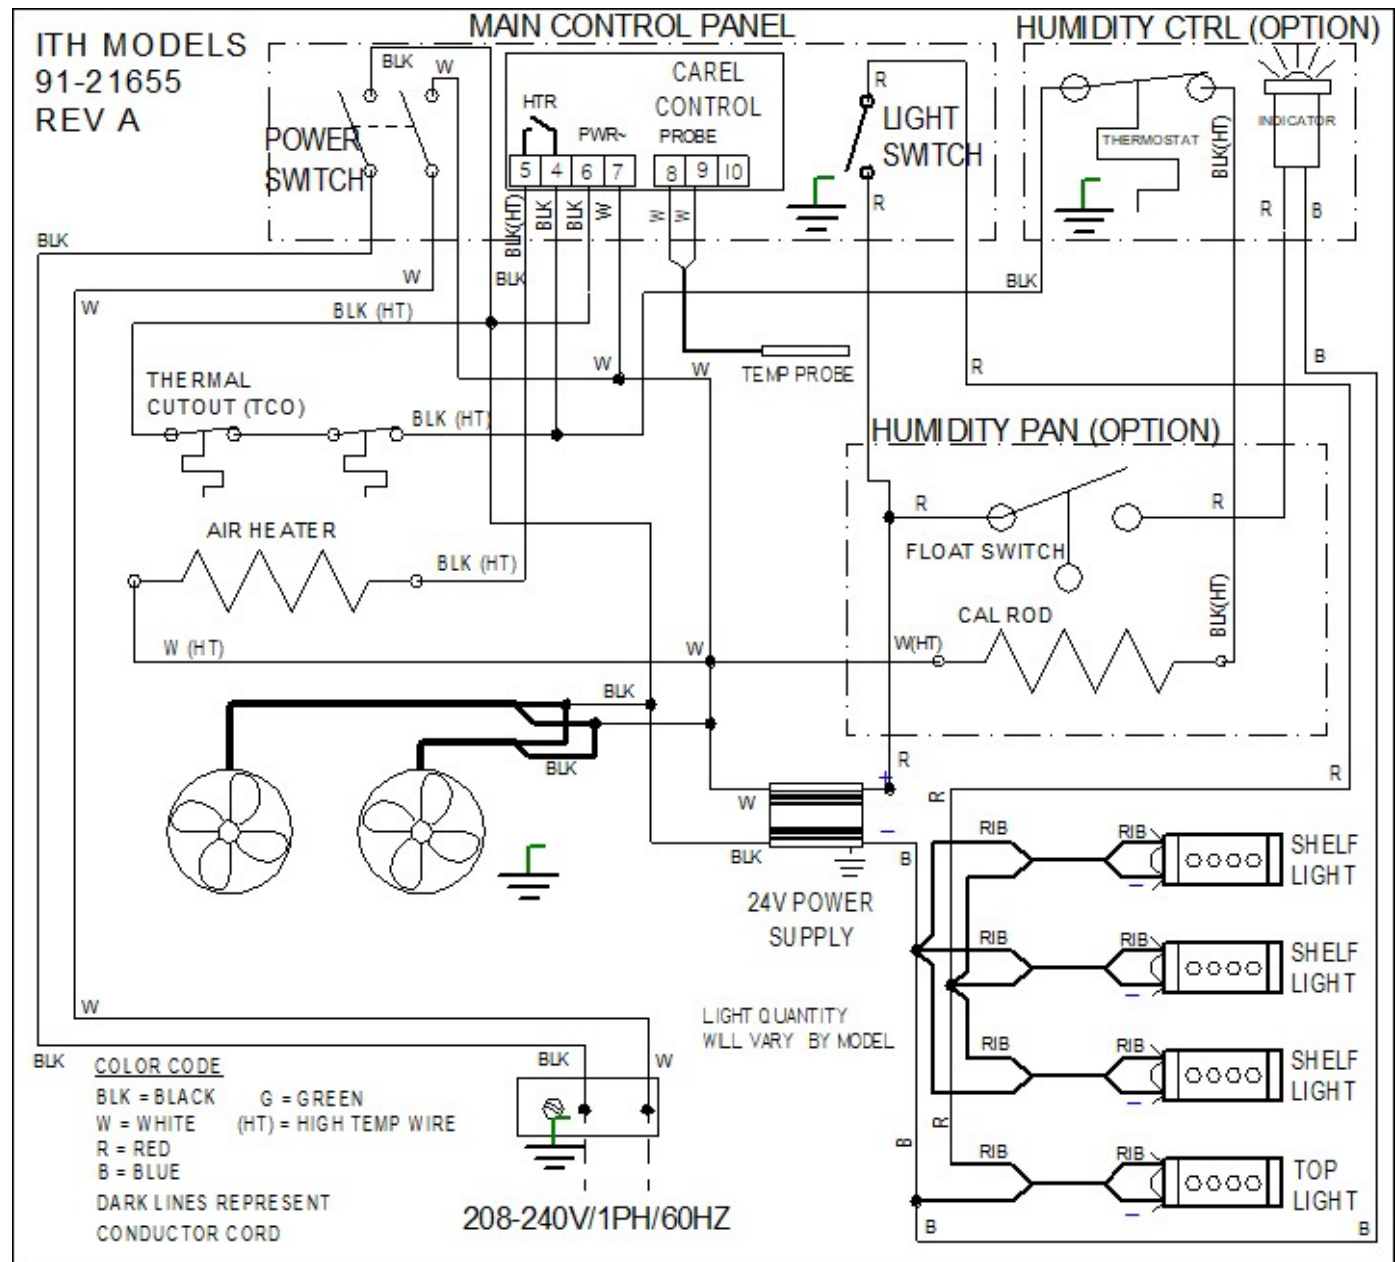 ITH MODELS
91-21655
REV A
MAIN CONTROL PANEL
HUMIDITY CTRL (OPTION)
BLK
W
POWER
SWITCH
CAREL
CONTROL
HTR
PWR~
PROBE
5 4 6 7
8 9 10
BLK(HT)
BLK
BLK
W
W
W
R
LIGHT
SWITCH
R
THERMOSTAT
INDICATOR
BLK(HT)
R
B
BLK
W
W
BLK
BLK
BLK (HT)
W
W
TEMP PROBE
R
B
THERMAL
CUTOUT (TCO)
BLK (HT)
HUMIDITY PAN (OPTION)
R
R
FLOAT SWITCH
AIR HEATER
BLK (HT)
CAL ROD
BLK(HT)
W (HT)
W
W(HT)
BLK
BLK
R
+
R
W
R
-
BLK
B
24V POWER
SUPPLY
RIB
RIB
-
SHELF
LIGHT
RIB
RIB
-
SHELF
LIGHT
LIGHT QUANTITY
WILL VARY BY MODEL
RIB
RIB
-
SHELF
LIGHT
R
B
RIB
RIB
-
TOP
LIGHT
B
B
W
BLK
BLK
W
COLOR CODE
BLK = BLACK G = GREEN
W = WHITE (HT) = HIGH TEMP WIRE
R = RED
B = BLUE
DARK LINES REPRESENT
CONDUCTOR CORD
208-240V/1PH/60HZ